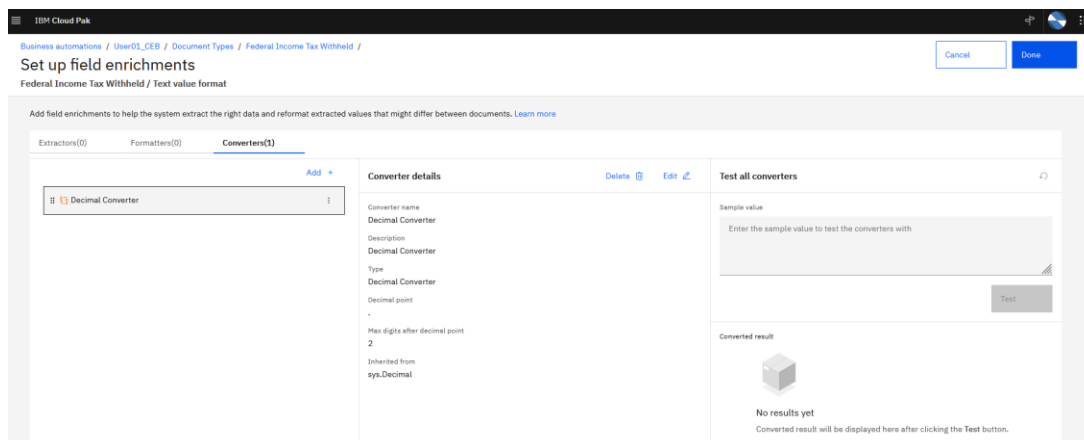 IBM Cloud Pak
Business automations / User01_CEB / Document Types / Federal Income Tax Withheld /
Set up field enrichments
Federal Income Tax Withheld / Text value format
Cancel
Done
Add field enrichments to help the system extract the right data and reformat extracted values that might differ between documents. Learn more
Extractors(0)
Formatters(0)
Converters(1)
Add +
Decimal Converter
Converter details
Delete
Edit
Converter name
Decimal Converter
Description
Decimal Converter
Type
Decimal Converter
Decimal point
.
Max digits after decimal point
2
Inherited from
sys.Decimal
Test all converters
Sample value
Enter the sample value to test the converters with
Test
Converted result
No results yet
Converted result will be displayed here after clicking the Test button.